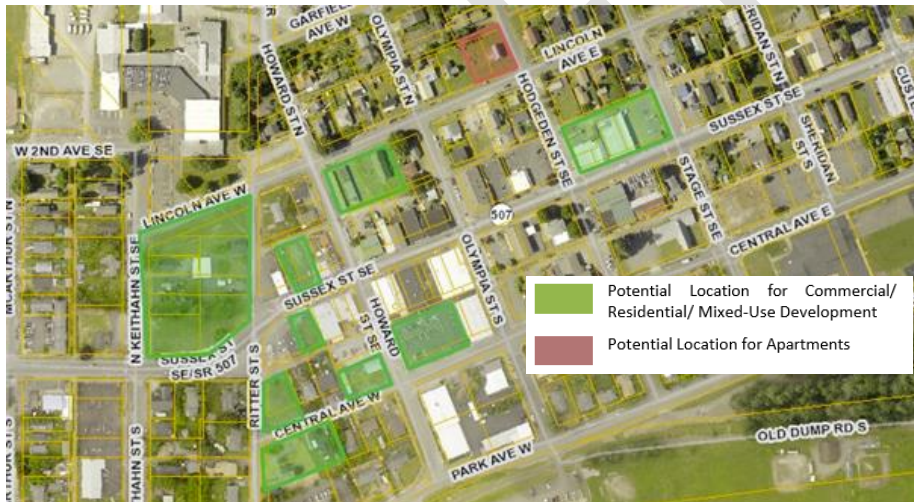 GARFIELD
AVE W
HOWARD ST N
OLYMPIA ST N
LINCOLN
AVE E
HODGEDEN ST SE
SUSSEX ST SE
SHERIDAN
ST S
STAGE ST SE
CENTRAL AVE E
W 2ND AVE SE
LINCOLN AVE W
MCARTHUR ST N
N KEITHAHN ST SE
SUSSEX ST SE
507
OLYMPIA ST S
HOWARD
ST SE
SUSSEX ST
SE/SR 507
RITTER ST S
CENTRAL AVE W
PARK AVE W
OLD DUMP RD S
Potential Location for Commercial/
Residential/ Mixed-Use Development
Potential Location for Apartments